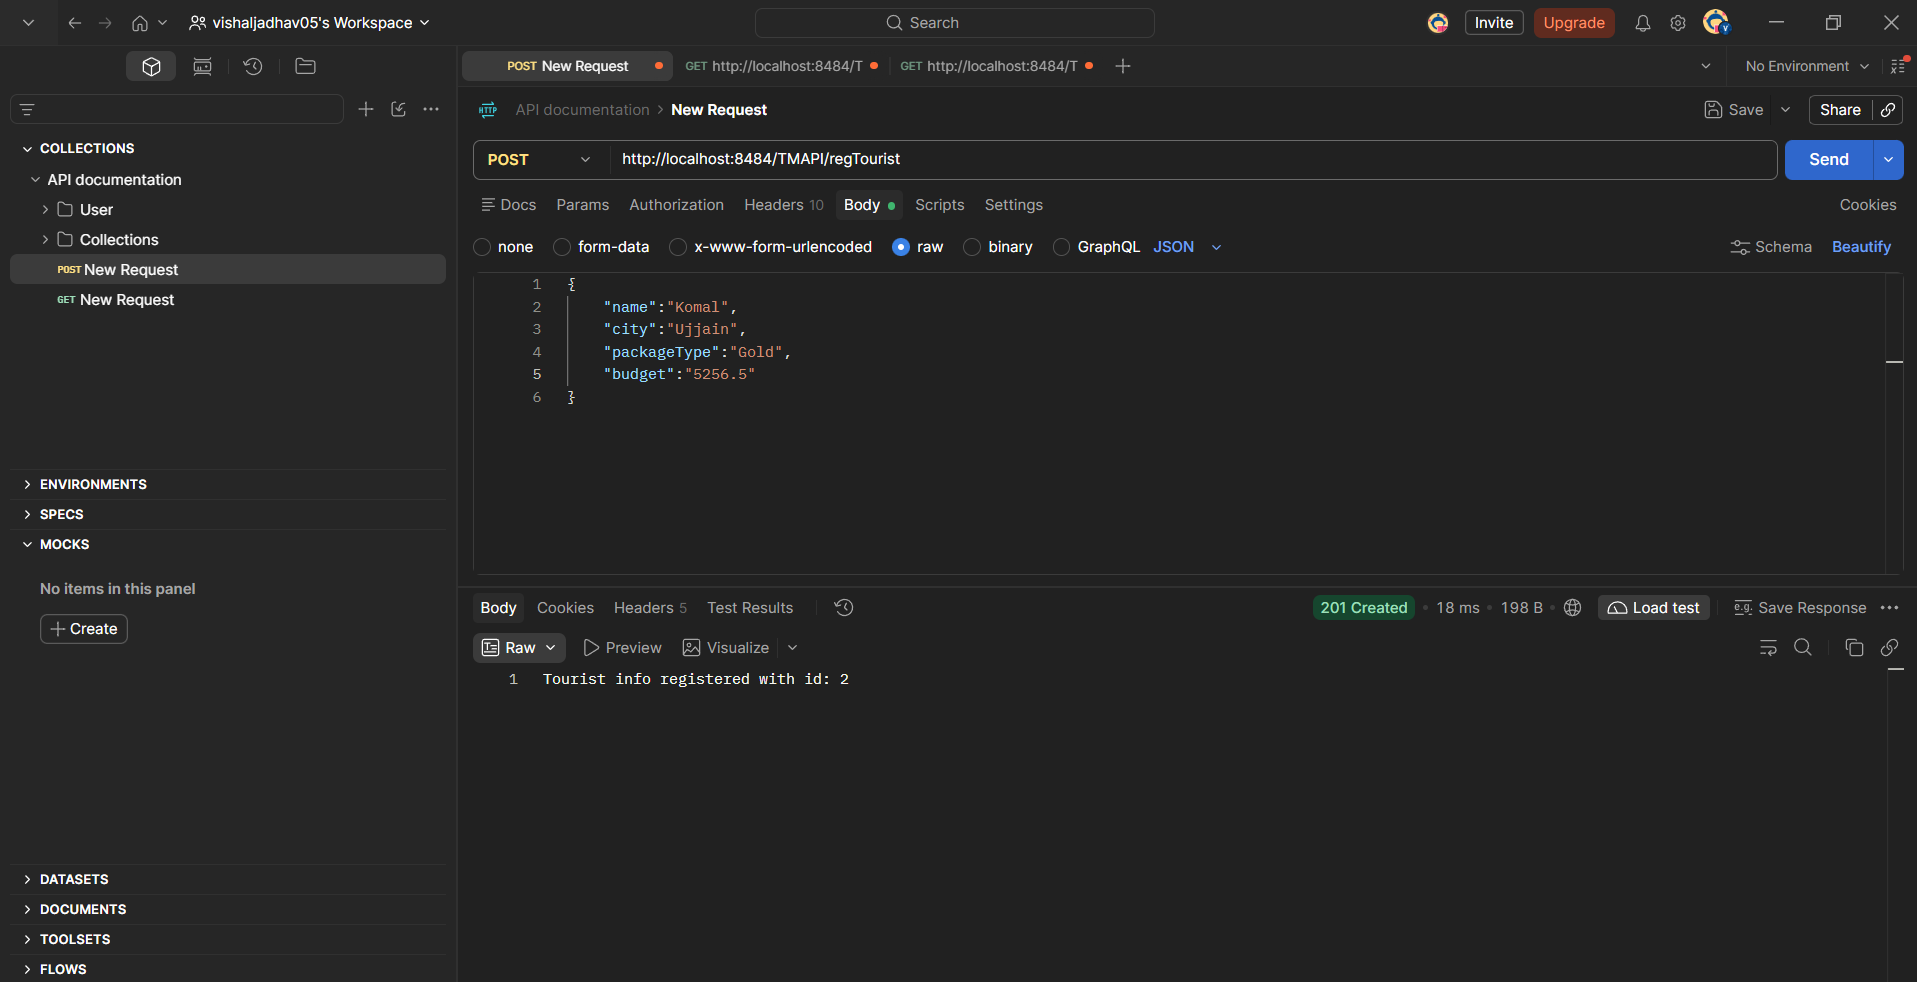 vishaljadhav05's Workspace
Search
Invite
Upgrade
POST New Request
GET http://localhost:8484/T
GET http://localhost:8484/T
No Environment
COLLECTIONS
API documentation
User
Collections
POST New Request
GET New Request
ENVIRONMENTS
SPECS
MOCKS
No items in this panel
Create
DATASETS
DOCUMENTS
TOOLSETS
FLOWS
HTTP API documentation > New Request
Save
Share
POST http://localhost:8484/TMAPI/regTourist
Send
Docs Params Authorization Headers 10 Body Scripts Settings
Cookies
none form-data x-www-form-urlencoded raw binary GraphQL JSON
Schema Beautify
1 {
2 "name":"Komal",
3 "city":"Ujjain",
4 "packageType":"Gold",
5 "budget":"5256.5"
6 }
Body Cookies Headers 5 Test Results
201 Created • 18 ms • 198 B
Load test
e.g. Save Response
Raw Preview Visualize
1 Tourist info registered with id: 2